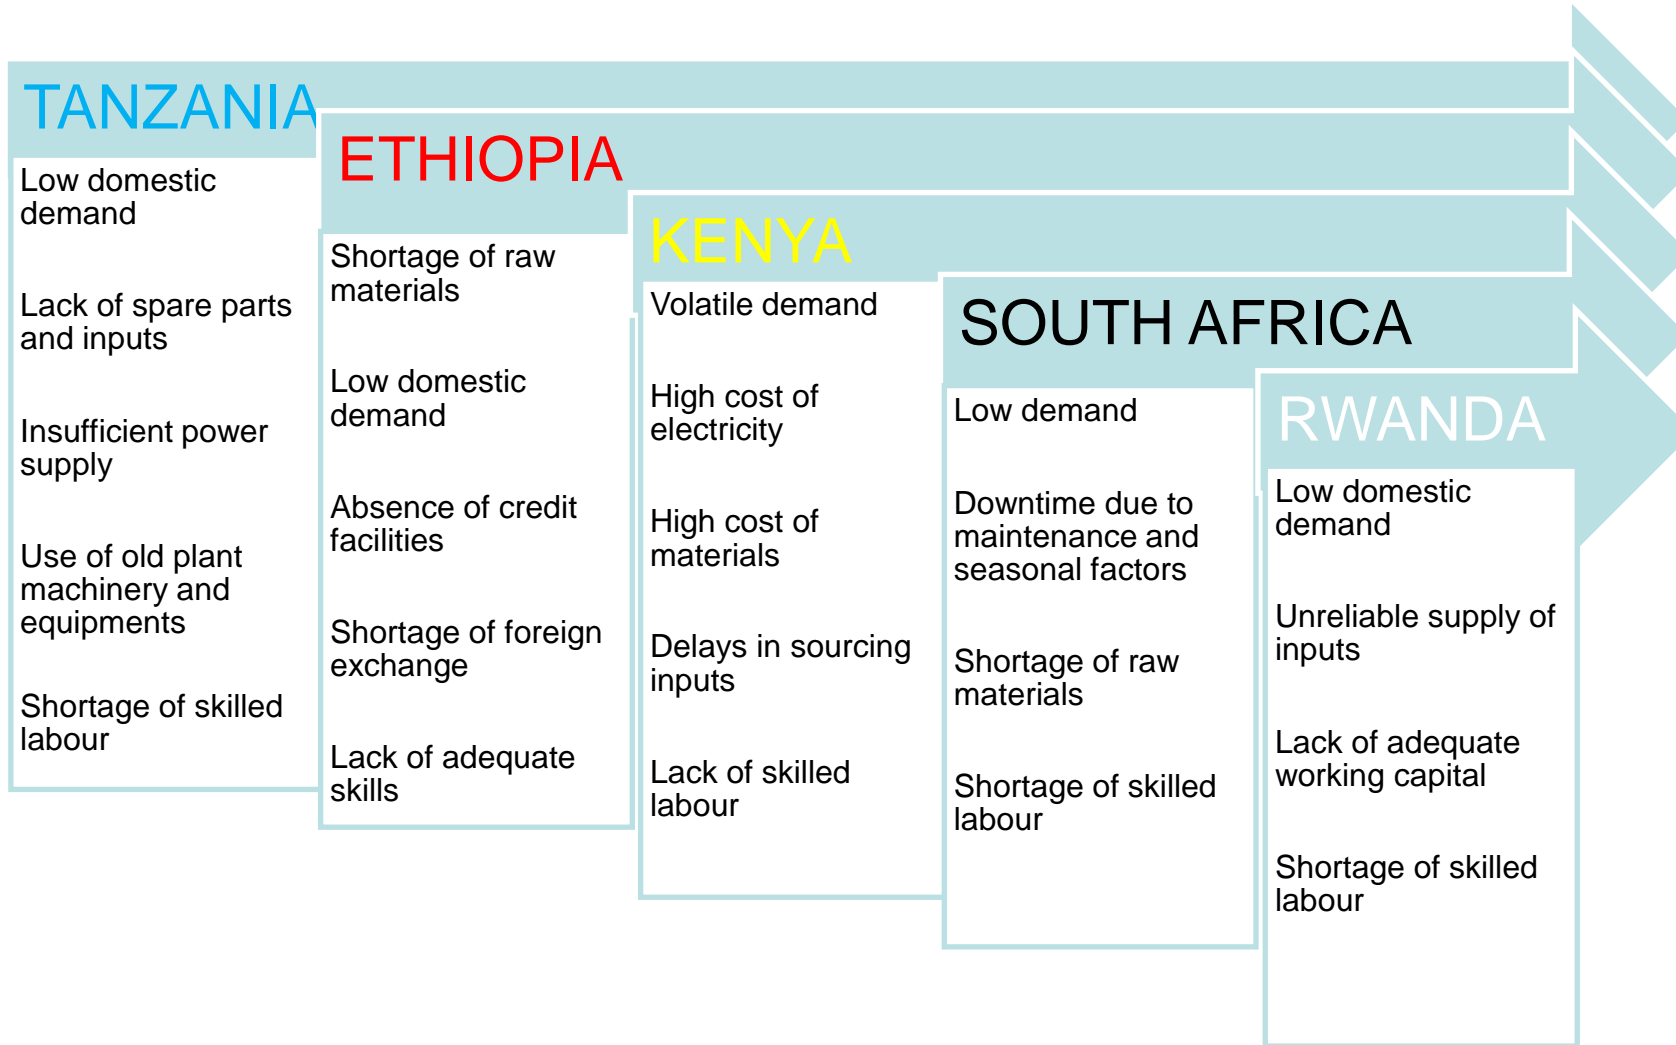 TANZANIA
Low domestic
demand
Lack of spare parts
and inputs
Insufficient power
supply
Use of old plant
machinery and
equipments
Shortage of skilled
labour
ETHIOPIA
Shortage of raw
materials
Low domestic
demand
Absence of credit
facilities
Shortage of foreign
exchange
Lack of adequate
skills
KENYA
Volatile demand
High cost of
electricity
High cost of
materials
Delays in sourcing
inputs
Lack of skilled
labour
SOUTH AFRICA
Low demand
Downtime due to
maintenance and
seasonal factors
Shortage of raw
materials
Shortage of skilled
labour
RWANDA
Low domestic
demand
Unreliable supply of
inputs
Lack of adequate
working capital
Shortage of skilled
labour